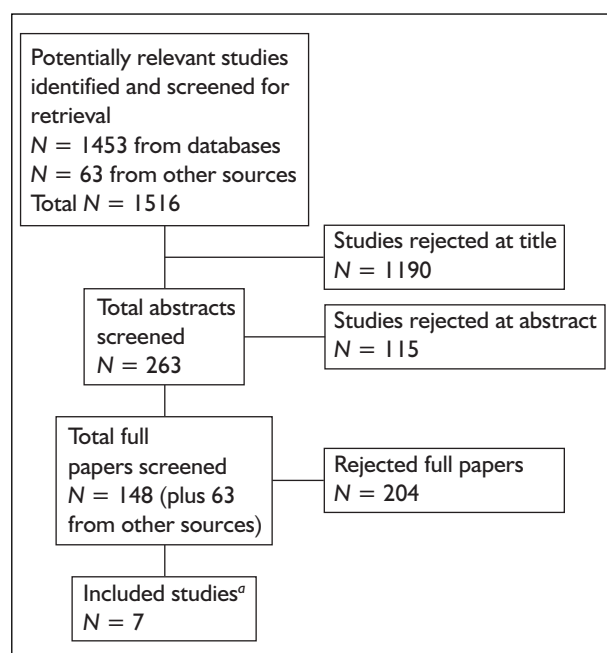 Potentially relevant studies
identified and screened for
retrieval
N = 1453 from databases
N = 63 from other sources
Total N = 1516
Studies rejected at title
N = 1190
Total abstracts
screened
N = 263
Studies rejected at abstract
N = 115
Total full
papers screened
N = 148 (plus 63
from other sources)
Rejected full papers
N = 204
Included studiesᵃ
N = 7